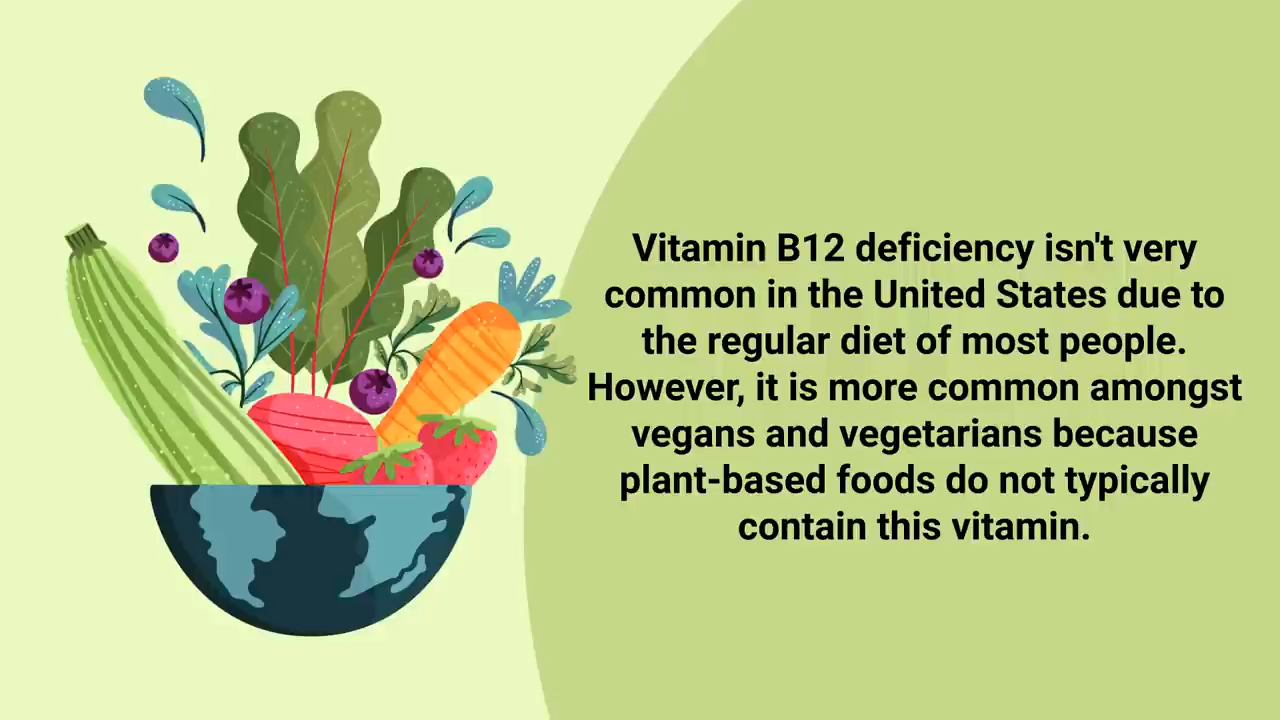 Vitamin B12 deficiency isn't very
common in the United States due to
the regular diet of most people.
However, it is more common amongst
vegans and vegetarians because
plant-based foods do not typically
contain this vitamin.